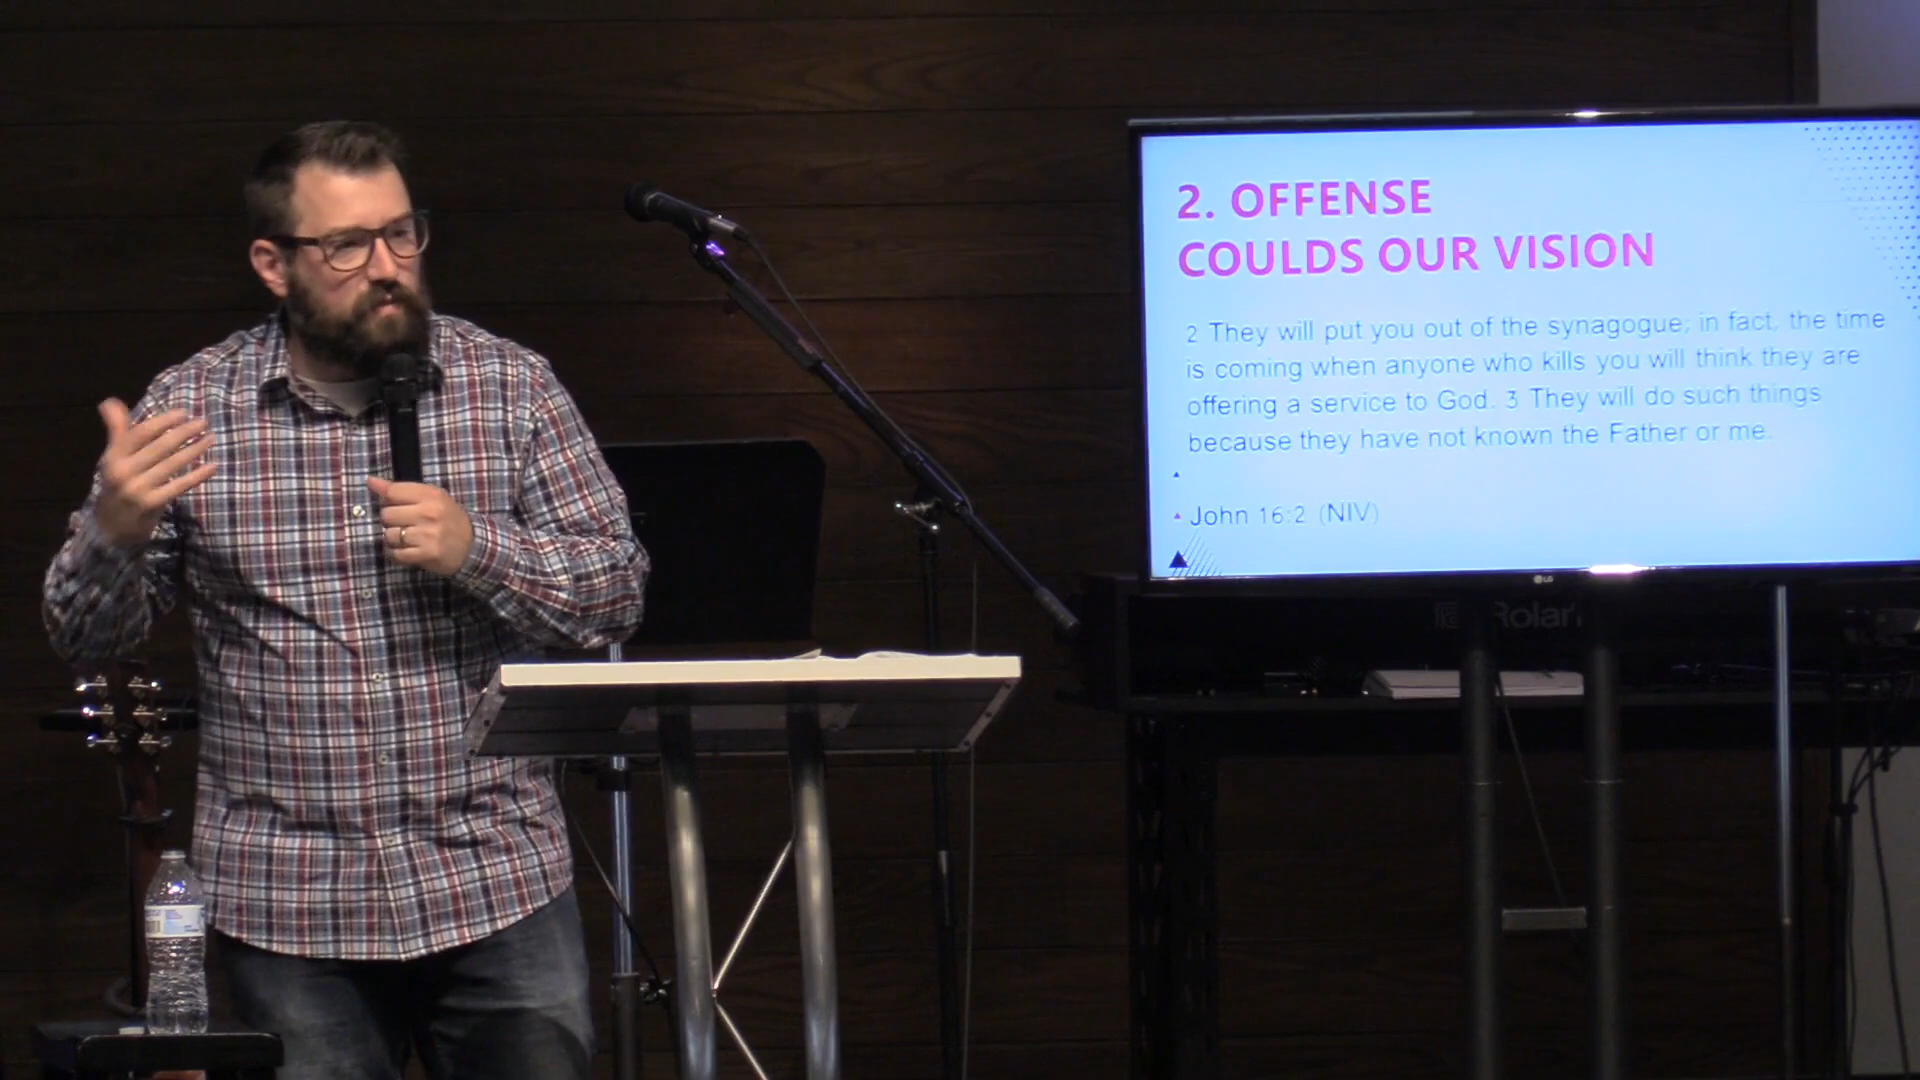 2. OFFENSE
COULDS OUR VISION
2 They will put you out of the synagogue; in fact, the time
is coming when anyone who kills you will think they are
offering a service to God. 3 They will do such things
because they have not known the Father or me.
John 16:2 (NIV)
LG
Roland